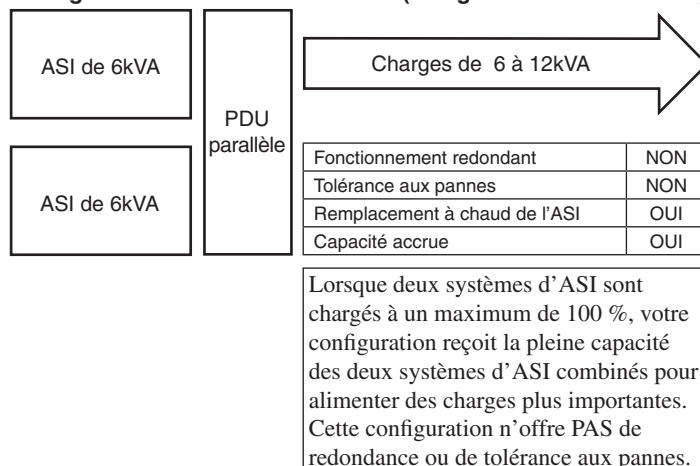 ASI de 6kVA
ASI de 6kVA
PDU
parallèle
Charges de 6 à 12kVA
Fonctionnement redondant NON
Tolérance aux pannes NON
Remplacement à chaud de l'ASI OUI
Capacité accrue OUI
Lorsque deux systèmes d'ASI sont
chargés à un maximum de 100 %, votre
configuration reçoit la pleine capacité
des deux systèmes d'ASI combinés pour
alimenter des charges plus importantes.
Cette configuration n'offre PAS de
redondance ou de tolérance aux pannes.